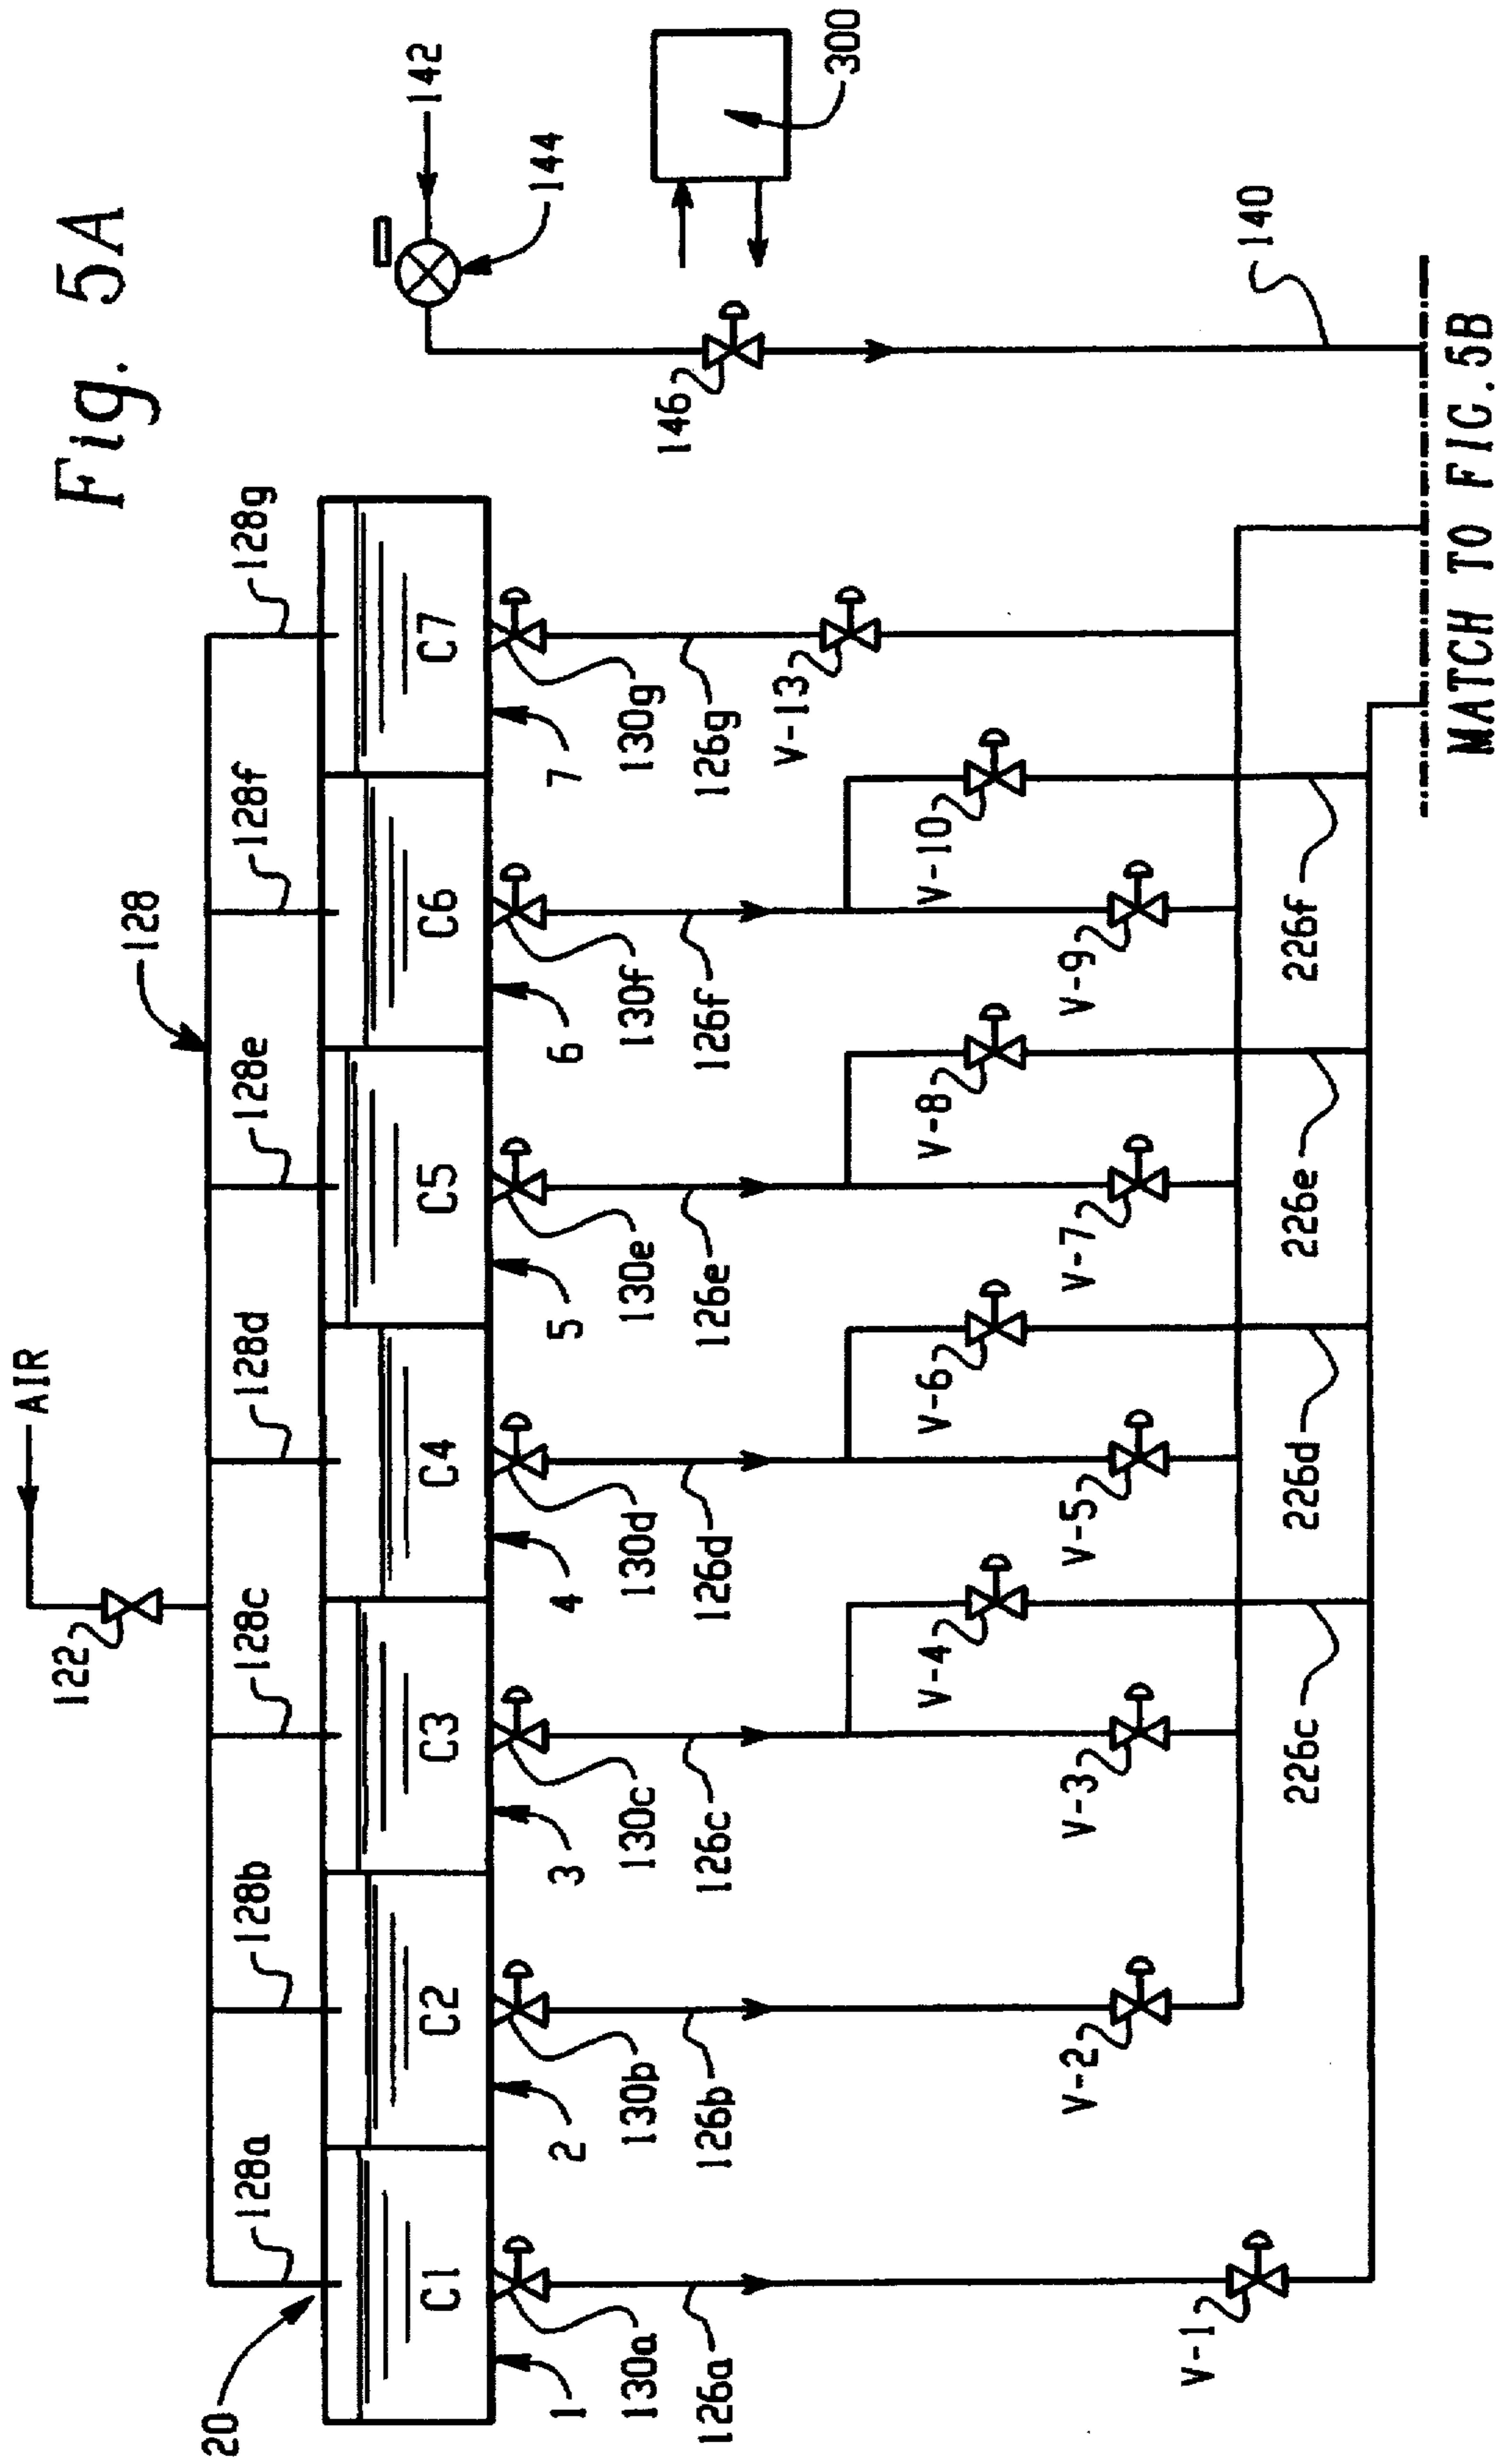 Fig. 5A
AIR
122
128
142
144
20
128a
128b
128c
128d
128e
128f
128g
C1
C2
C3
C4
C5
C6
C7
300
1
2
3
4
5
6
7
146
130a
130b
130c
130d
130e
130f
130g
126a
126b
126c
126d
126e
126f
126g
V-13
V-4
V-6
V-8
V-10
V-2
V-3
V-5
V-7
V-9
V-1
140
226c
226d
226e
226f
MATCH TO FIG.5B